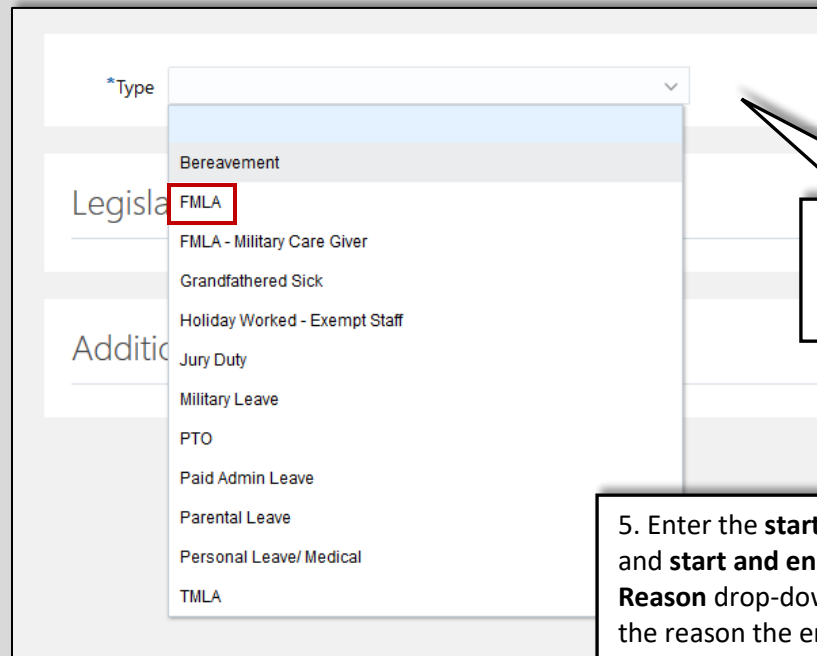 *Type
Bereavement
Legisla
FMLA
FMLA - Military Care Giver
Grandfathered Sick
Holiday Worked - Exempt Staff
Additio
Jury Duty
Military Leave
PTO
Paid Admin Leave
Parental Leave
Personal Leave/ Medical
TMLA
5. Enter the start
and start and en
Reason drop-dov
the reason the er